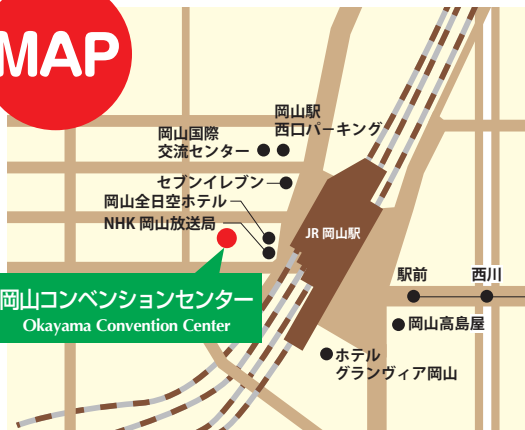 MAP
岡山駅
西口パーキング
岡山国際
交流センター
セブンイレブン
岡山全日空ホテル
NHK 岡山放送局
JR 岡山駅
岡山コンベンションセンター
Okayama Convention Center
駅前
西川
岡山高島屋
ホテル
グランヴィア岡山